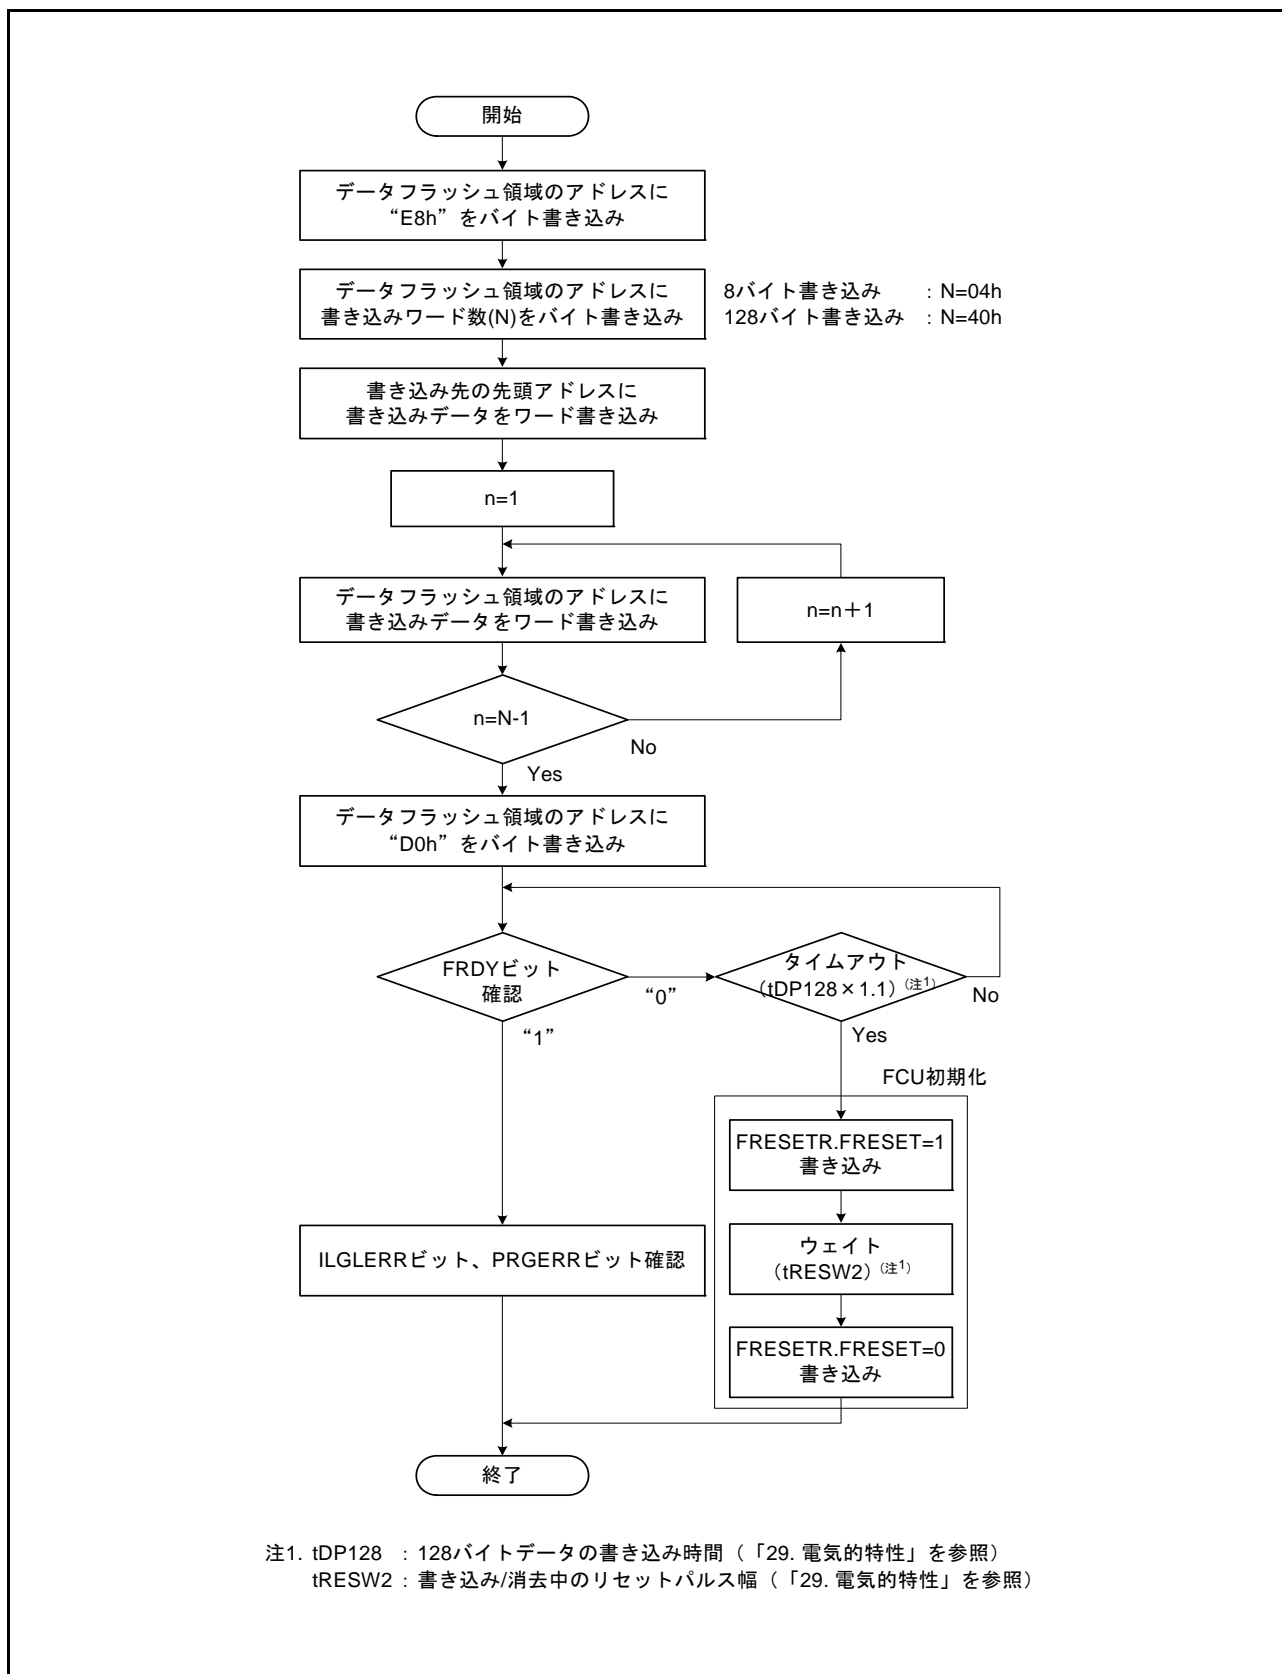 開始
データフラッシュ領域のアドレスに
“E8h”をバイト書き込み
データフラッシュ領域のアドレスに
書き込みワード数(N)をバイト書き込み
8バイト書き込み : N=04h
128バイト書き込み : N=40h
書き込み先の先頭アドレスに
書き込みデータをワード書き込み
n=1
データフラッシュ領域のアドレスに
書き込みデータをワード書き込み
n=n+1
n=N-1
No
Yes
データフラッシュ領域のアドレスに
“D0h”をバイト書き込み
FRDYビット
確認
“0”
“1”
タイムアウト
(tDP128×1.1)(注1)
No
Yes
FCU初期化
FRESETR.FRESET=1
書き込み
ウェイト
(tRESW2)(注1)
FRESETR.FRESET=0
書き込み
ILGLERRビット、PRGERRビット確認
終了
注1. tDP128 : 128バイトデータの書き込み時間(「29. 電気的特性」を参照)
tRESW2 : 書き込み/消去中のリセットパルス幅(「29. 電気的特性」を参照)